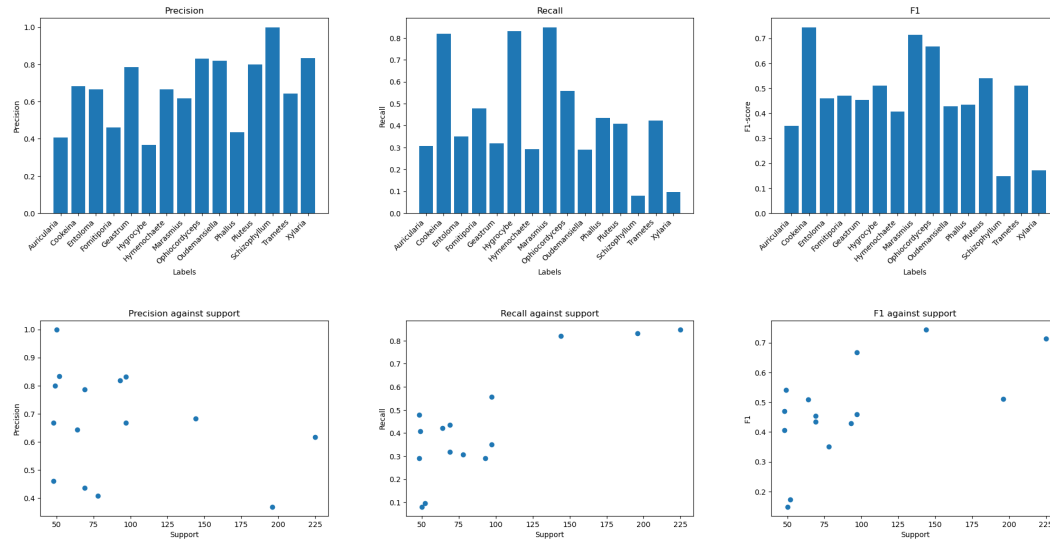 Precision
Precision
1.0
0.8
0.6
0.4
0.2
0.0
Auricularia
Cookeina
Entoloma
Fomitiporia
Geastrum
Hygrocybe
Hymenochaete
Marasmius
Ophiocordyceps
Oudemansiella
Phallus
Pluteus
Schizophyllum
Trametes
Xylaria
Labels
Recall
Recall
0.8
0.7
0.6
0.5
0.4
0.3
0.2
0.1
0.0
Auricularia
Cookeina
Entoloma
Fomitiporia
Geastrum
Hygrocybe
Hymenochaete
Marasmius
Ophiocordyceps
Oudemansiella
Phallus
Pluteus
Schizophyllum
Trametes
Xylaria
Labels
F1
F1-score
0.7
0.6
0.5
0.4
0.3
0.2
0.1
0.0
Auricularia
Cookeina
Entoloma
Fomitiporia
Geastrum
Hygrocybe
Hymenochaete
Marasmius
Ophiocordyceps
Oudemansiella
Phallus
Pluteus
Schizophyllum
Trametes
Xylaria
Labels
Precision against support
Precision
1.0
0.9
0.8
0.7
0.6
0.5
0.4
50 75 100 125 150 175 200 225
Support
Recall against support
Recall
0.8
0.7
0.6
0.5
0.4
0.3
0.2
0.1
50 75 100 125 150 175 200 225
Support
F1 against support
F1
0.7
0.6
0.5
0.4
0.3
0.2
50 75 100 125 150 175 200 225
Support